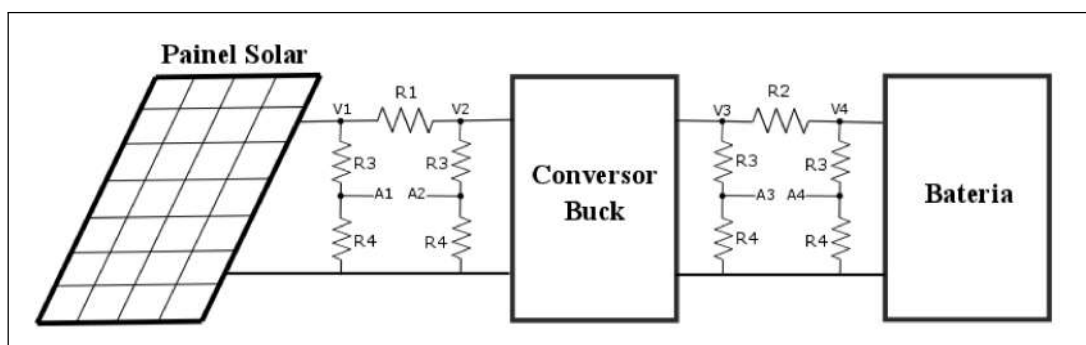 Painel Solar
V1 R1 V2 V3 R2 V4
R3 R3 R3 R3
A1 A2 A3 A4
R4 R4 R4 R4
Conversor
Buck
Bateria